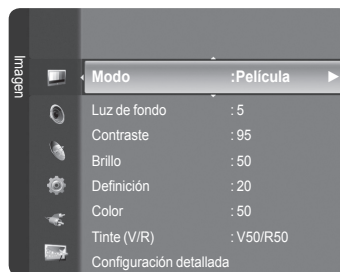 Imagen
Modo :Película
Luz de fondo : 5
Contraste : 95
Brillo : 50
Definición : 20
Color : 50
Tinte (V/R) : V50/R50
Configuración detallada